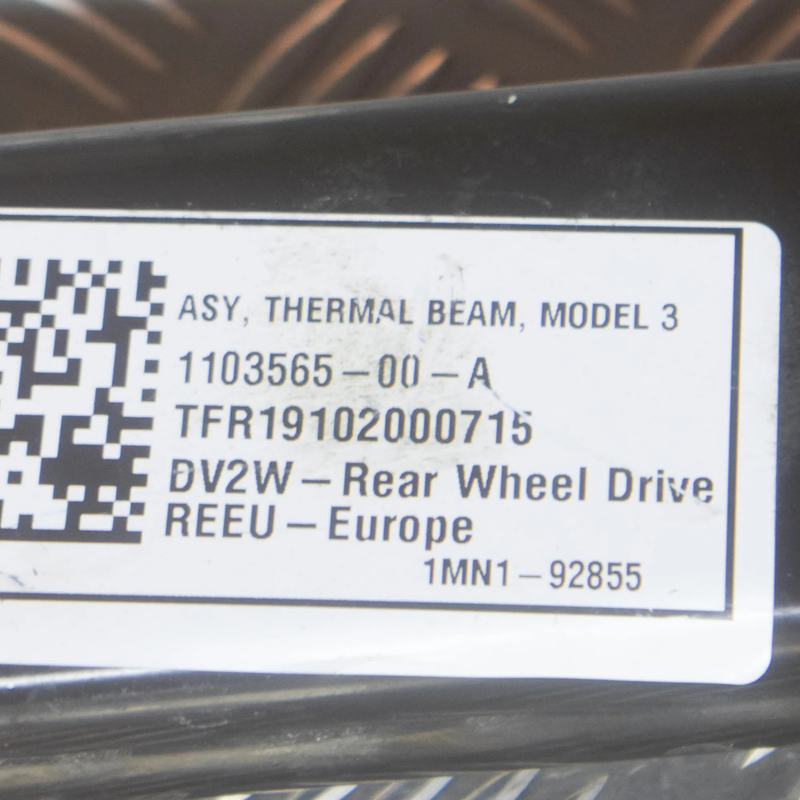 ASY, THERMAL BEAM, MODEL 3
1103565-00-A
TFR19102000715
DV2W-Rear Wheel Drive
REEU-Europe
1MN1-92855